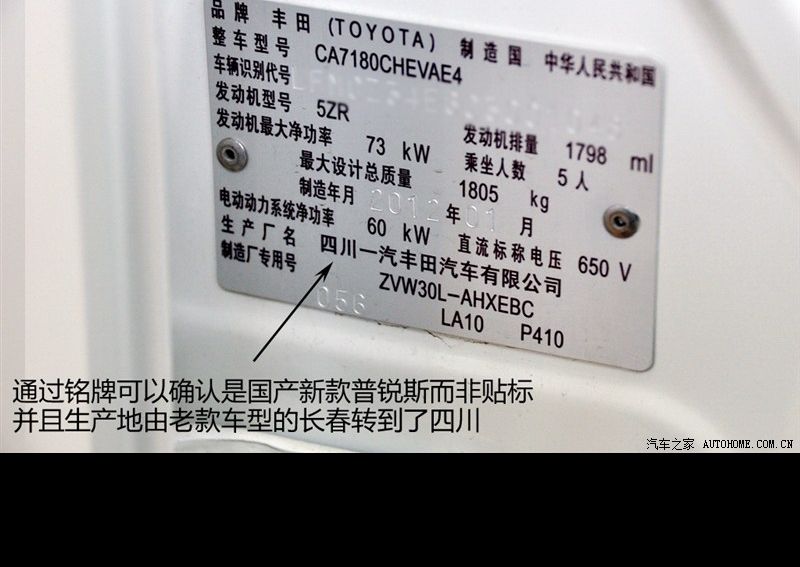 品牌 丰田 (TOYOTA) 制造国 中华人民共和国
整车型号 CA7180CHEVAE4
车辆识别代号
发动机型号 5ZR
发动机最大净功率 73 kW 发动机排量 1798 ml
最大设计总质量 1805 kg 乘坐人数 5人
制造年月 2012年01月
电动动力系统净功率 60 kW 直流标称电压 650 V
生产厂名 四川一汽丰田汽车有限公司
制造厂专用号 ZVW30L-AHXEBC
056 LA10 P410
通过铭牌可以确认是国产新款普锐斯而非贴标
并且生产地由老款车型的长春转到了四川
汽车之家 AUTOHOME.COM.CN